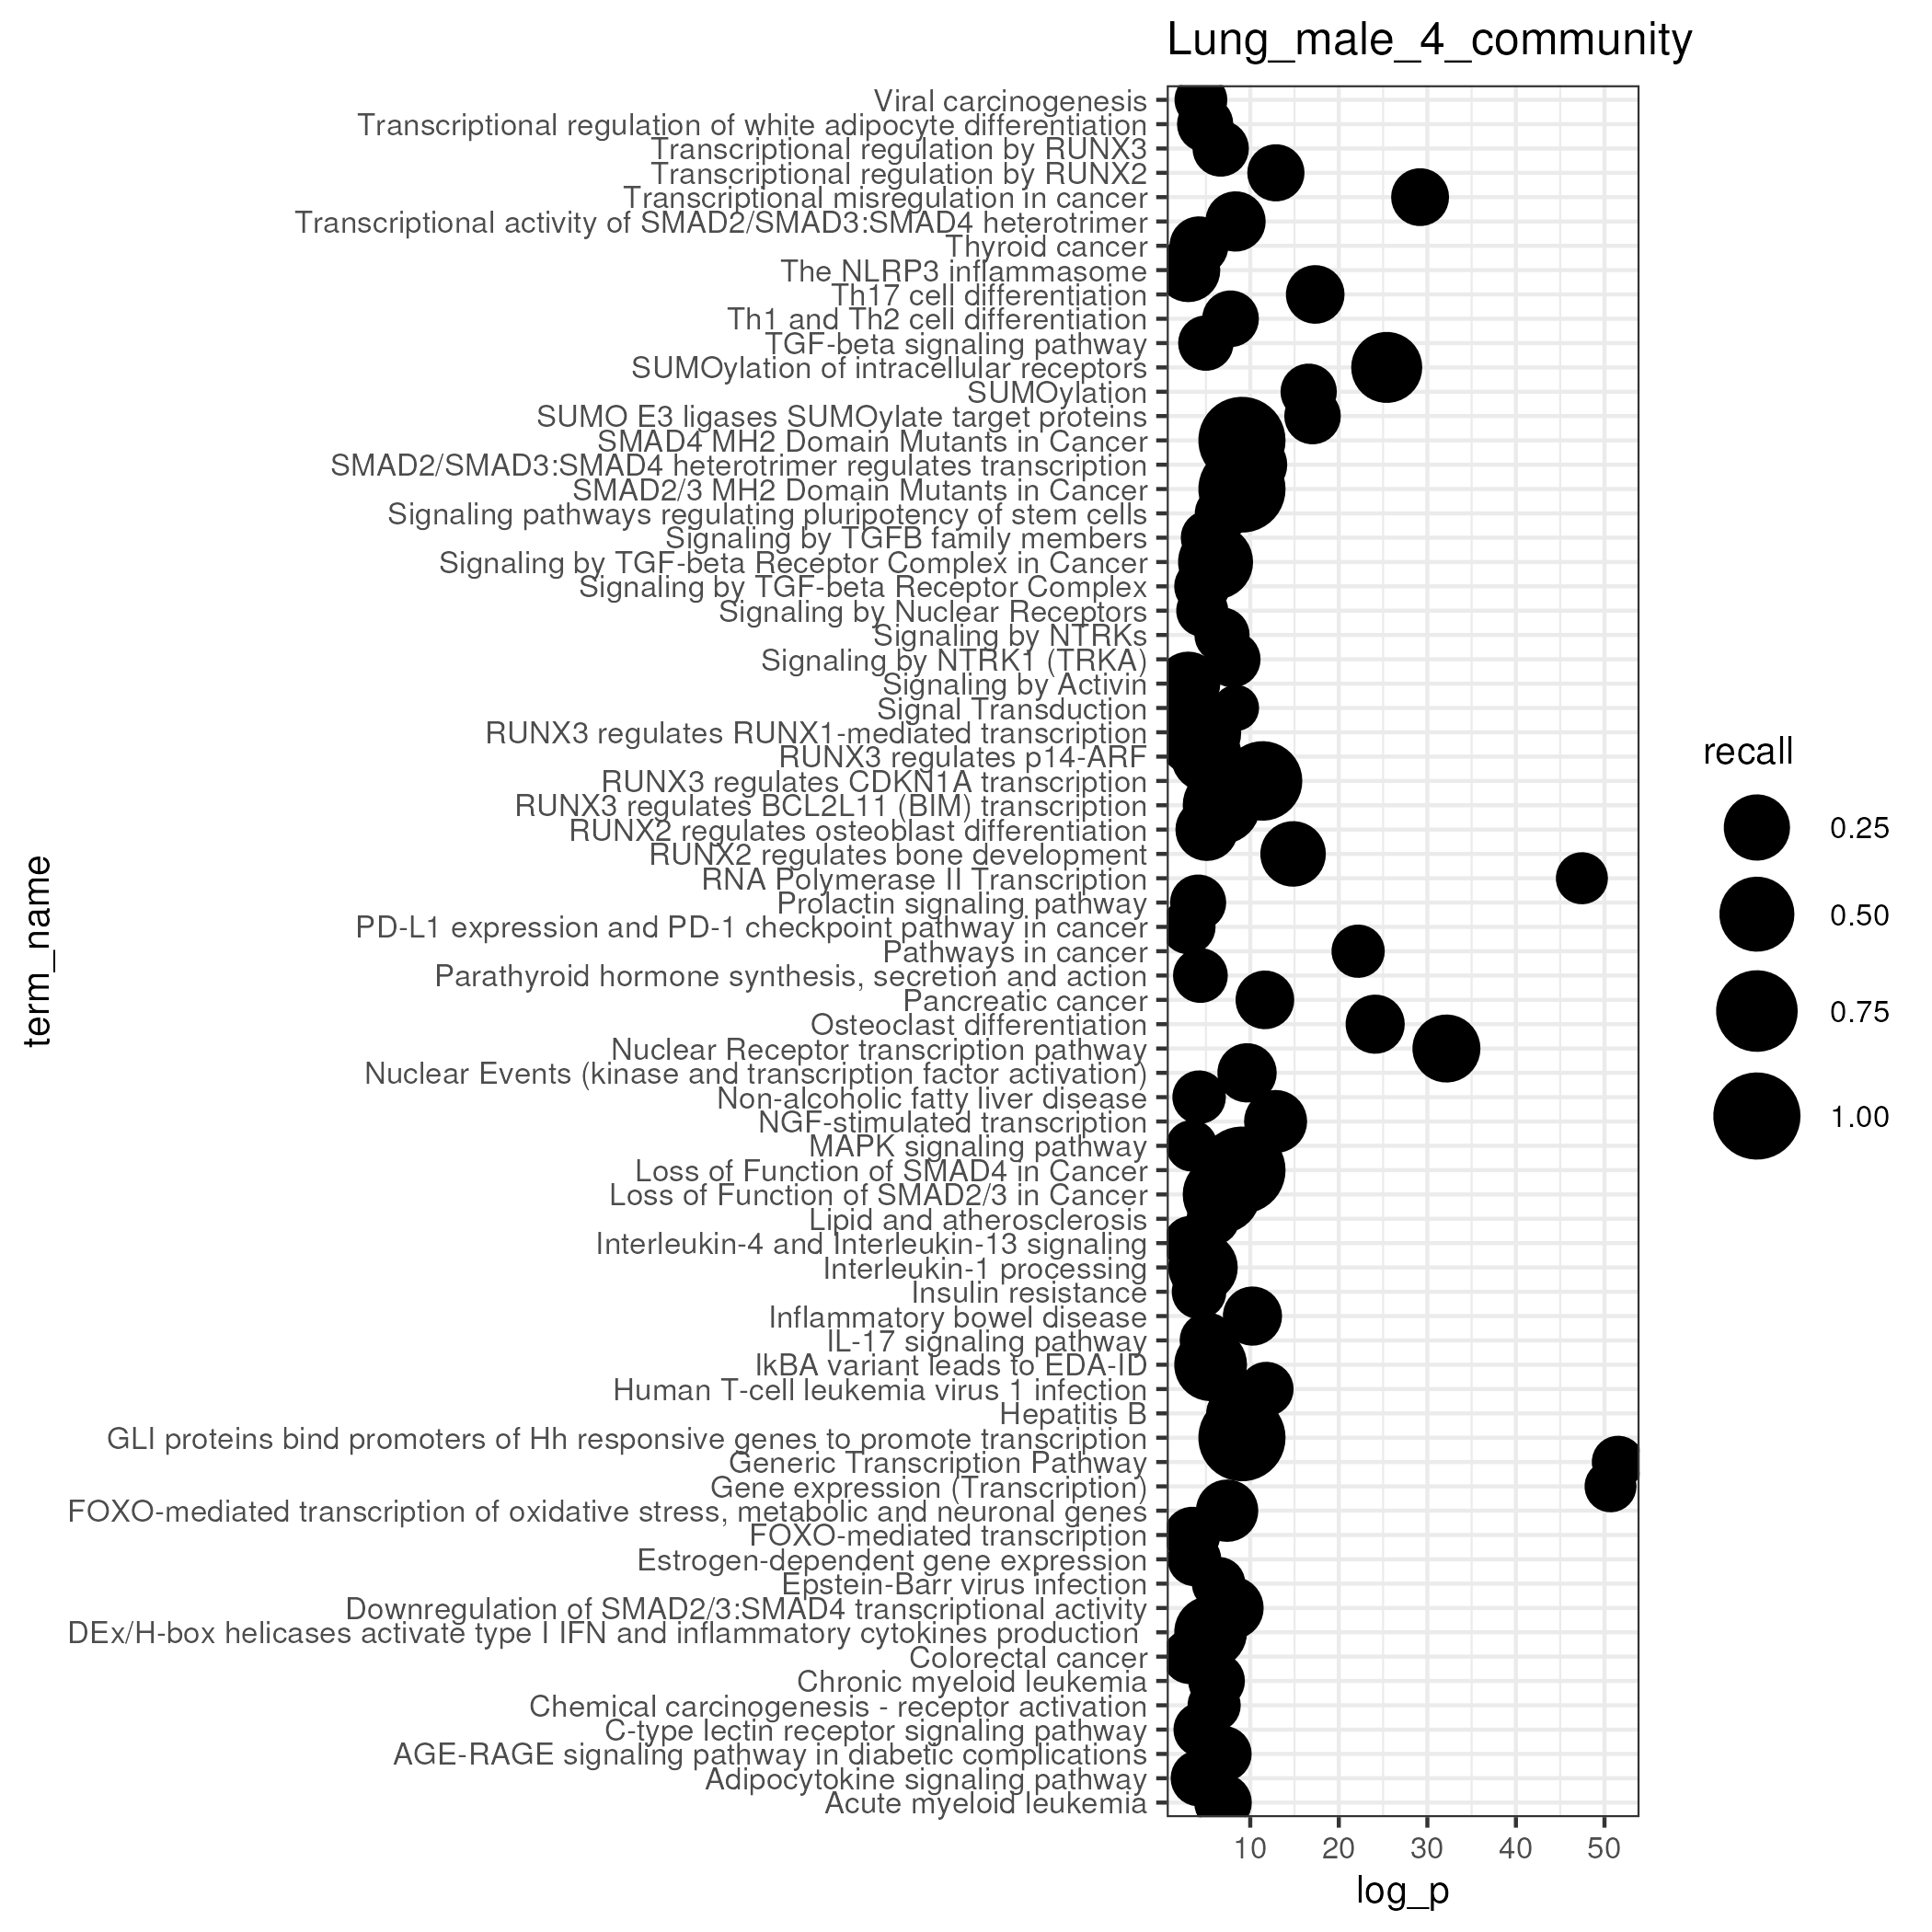 Lung_male_4_community
Viral carcinogenesis
Transcriptional regulation of white adipocyte differentiation
Transcriptional regulation by RUNX3
Transcriptional regulation by RUNX2
Transcriptional misregulation in cancer
Transcriptional activity of SMAD2/SMAD3:SMAD4 heterotrimer
Thyroid cancer
The NLRP3 inflammasome
Th17 cell differentiation
Th1 and Th2 cell differentiation
TGF-beta signaling pathway
SUMOylation of intracellular receptors
SUMOylation
SUMO E3 ligases SUMOylate target proteins
SMAD4 MH2 Domain Mutants in Cancer
SMAD2/SMAD3:SMAD4 heterotrimer regulates transcription
SMAD2/3 MH2 Domain Mutants in Cancer
Signaling pathways regulating pluripotency of stem cells
Signaling by TGFB family members
Signaling by TGF-beta Receptor Complex in Cancer
Signaling by TGF-beta Receptor Complex
Signaling by Nuclear Receptors
Signaling by NTRKs
Signaling by NTRK1 (TRKA)
Signaling by Activin
Signal Transduction
RUNX3 regulates RUNX1-mediated transcription
RUNX3 regulates p14-ARF
RUNX3 regulates CDKN1A transcription
RUNX3 regulates BCL2L11 (BIM) transcription
RUNX2 regulates osteoblast differentiation
RUNX2 regulates bone development
RNA Polymerase II Transcription
Prolactin signaling pathway
PD-L1 expression and PD-1 checkpoint pathway in cancer
Pathways in cancer
Parathyroid hormone synthesis, secretion and action
Pancreatic cancer
Osteoclast differentiation
Nuclear Receptor transcription pathway
Nuclear Events (kinase and transcription factor activation)
Non-alcoholic fatty liver disease
NGF-stimulated transcription
MAPK signaling pathway
Loss of Function of SMAD4 in Cancer
Loss of Function of SMAD2/3 in Cancer
Lipid and atherosclerosis
Interleukin-4 and Interleukin-13 signaling
Interleukin-1 processing
Insulin resistance
Inflammatory bowel disease
IL-17 signaling pathway
IkBA variant leads to EDA-ID
Human T-cell leukemia virus 1 infection
Hepatitis B
GLI proteins bind promoters of Hh responsive genes to promote transcription
Generic Transcription Pathway
Gene expression (Transcription)
FOXO-mediated transcription of oxidative stress, metabolic and neuronal genes
FOXO-mediated transcription
Estrogen-dependent gene expression
Epstein-Barr virus infection
Downregulation of SMAD2/3:SMAD4 transcriptional activity
DEx/H-box helicases activate type I IFN and inflammatory cytokines production
Colorectal cancer
Chronic myeloid leukemia
Chemical carcinogenesis - receptor activation
C-type lectin receptor signaling pathway
AGE-RAGE signaling pathway in diabetic complications
Adipocytokine signaling pathway
Acute myeloid leukemia
term_name
10 20 30 40 50
log_p
recall
0.25
0.50
0.75
1.00